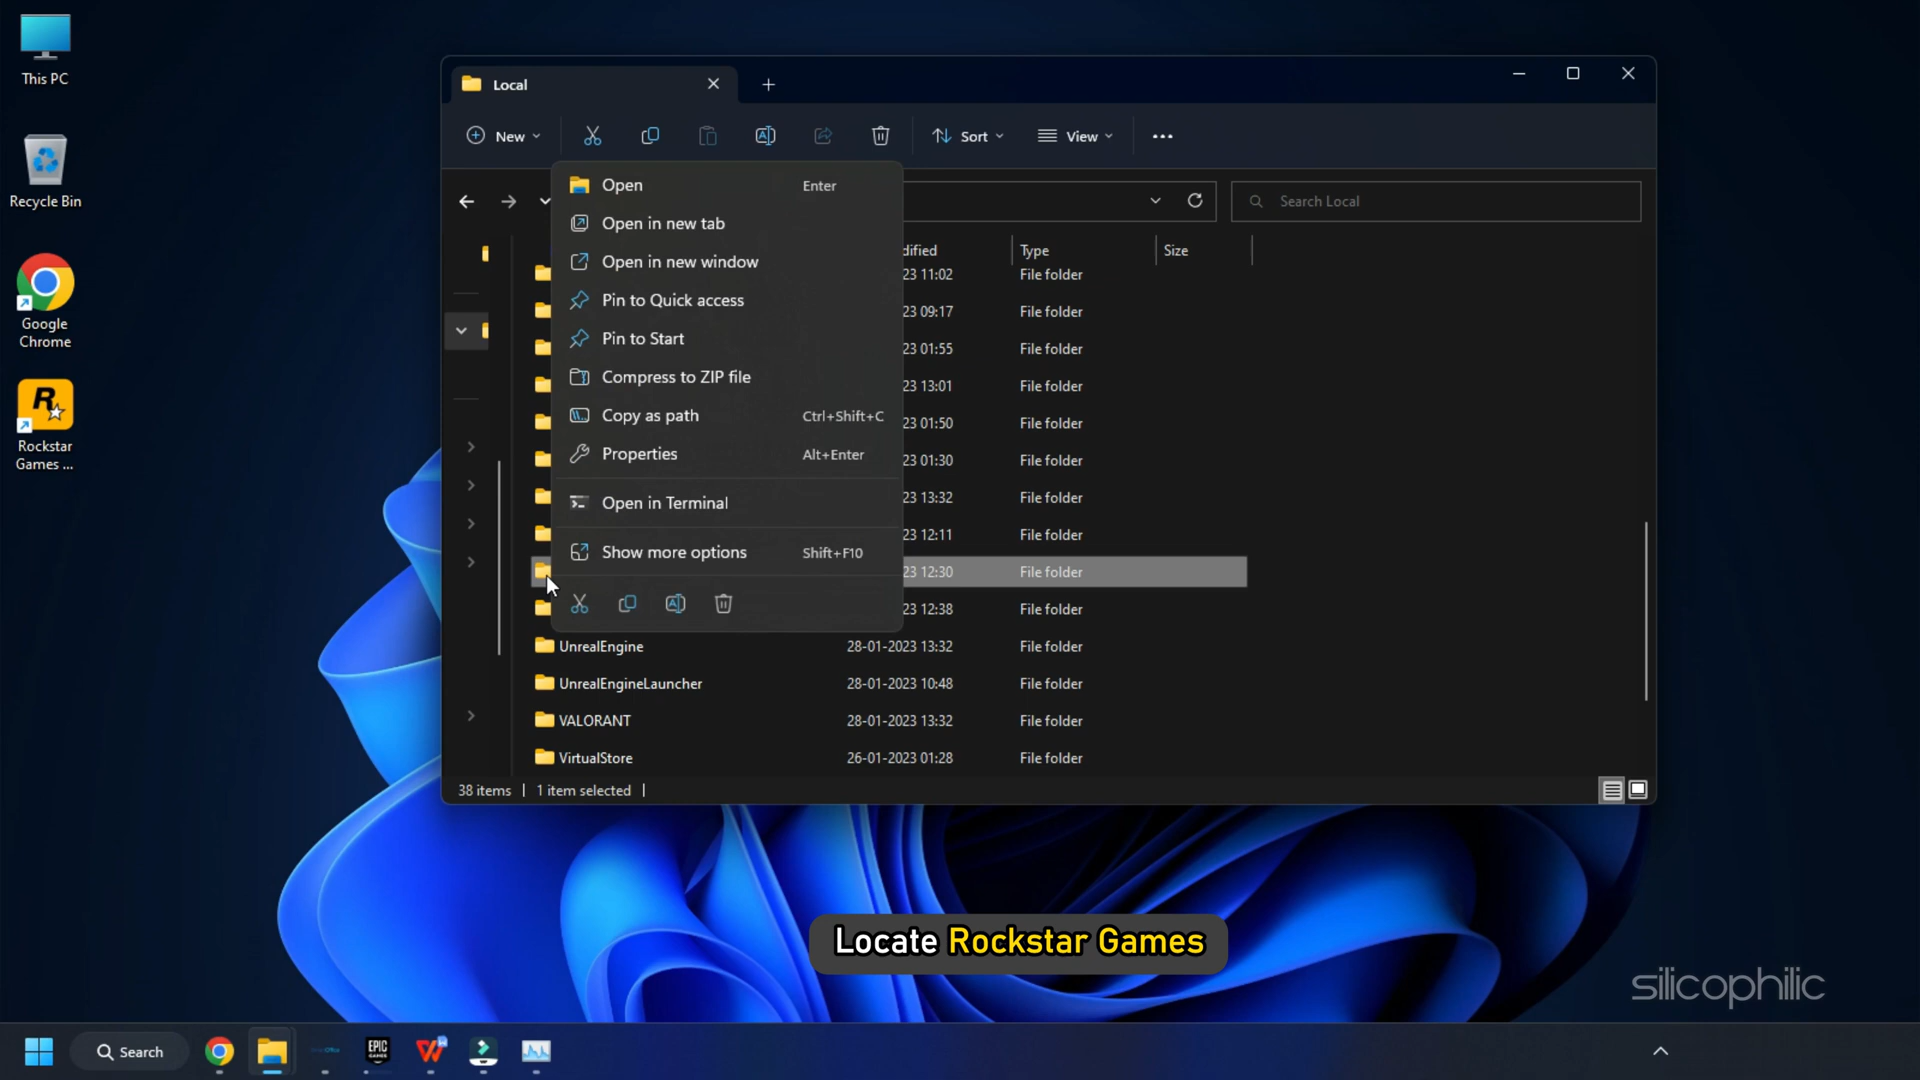 This PC
Recycle Bin
Google
Chrome
Rockstar
Games ...
Local
New
Sort
View
Search Local
Open Enter
Open in new tab
Open in new window
Pin to Quick access
Pin to Start
Compress to ZIP file
Copy as path Ctrl+Shift+C
Properties Alt+Enter
Open in Terminal
Show more options Shift+F10
dified Type Size
23 11:02 File folder
23 09:17 File folder
23 01:55 File folder
23 13:01 File folder
23 01:50 File folder
23 01:30 File folder
23 13:32 File folder
23 12:11 File folder
23 12:30 File folder
23 12:38 File folder
UnrealEngine 28-01-2023 13:32 File folder
UnrealEngineLauncher 28-01-2023 10:48 File folder
VALORANT 28-01-2023 13:32 File folder
VirtualStore 26-01-2023 01:28 File folder
38 items 1 item selected
Locate Rockstar Games
silicophilic
Search
EPIC
GAMES